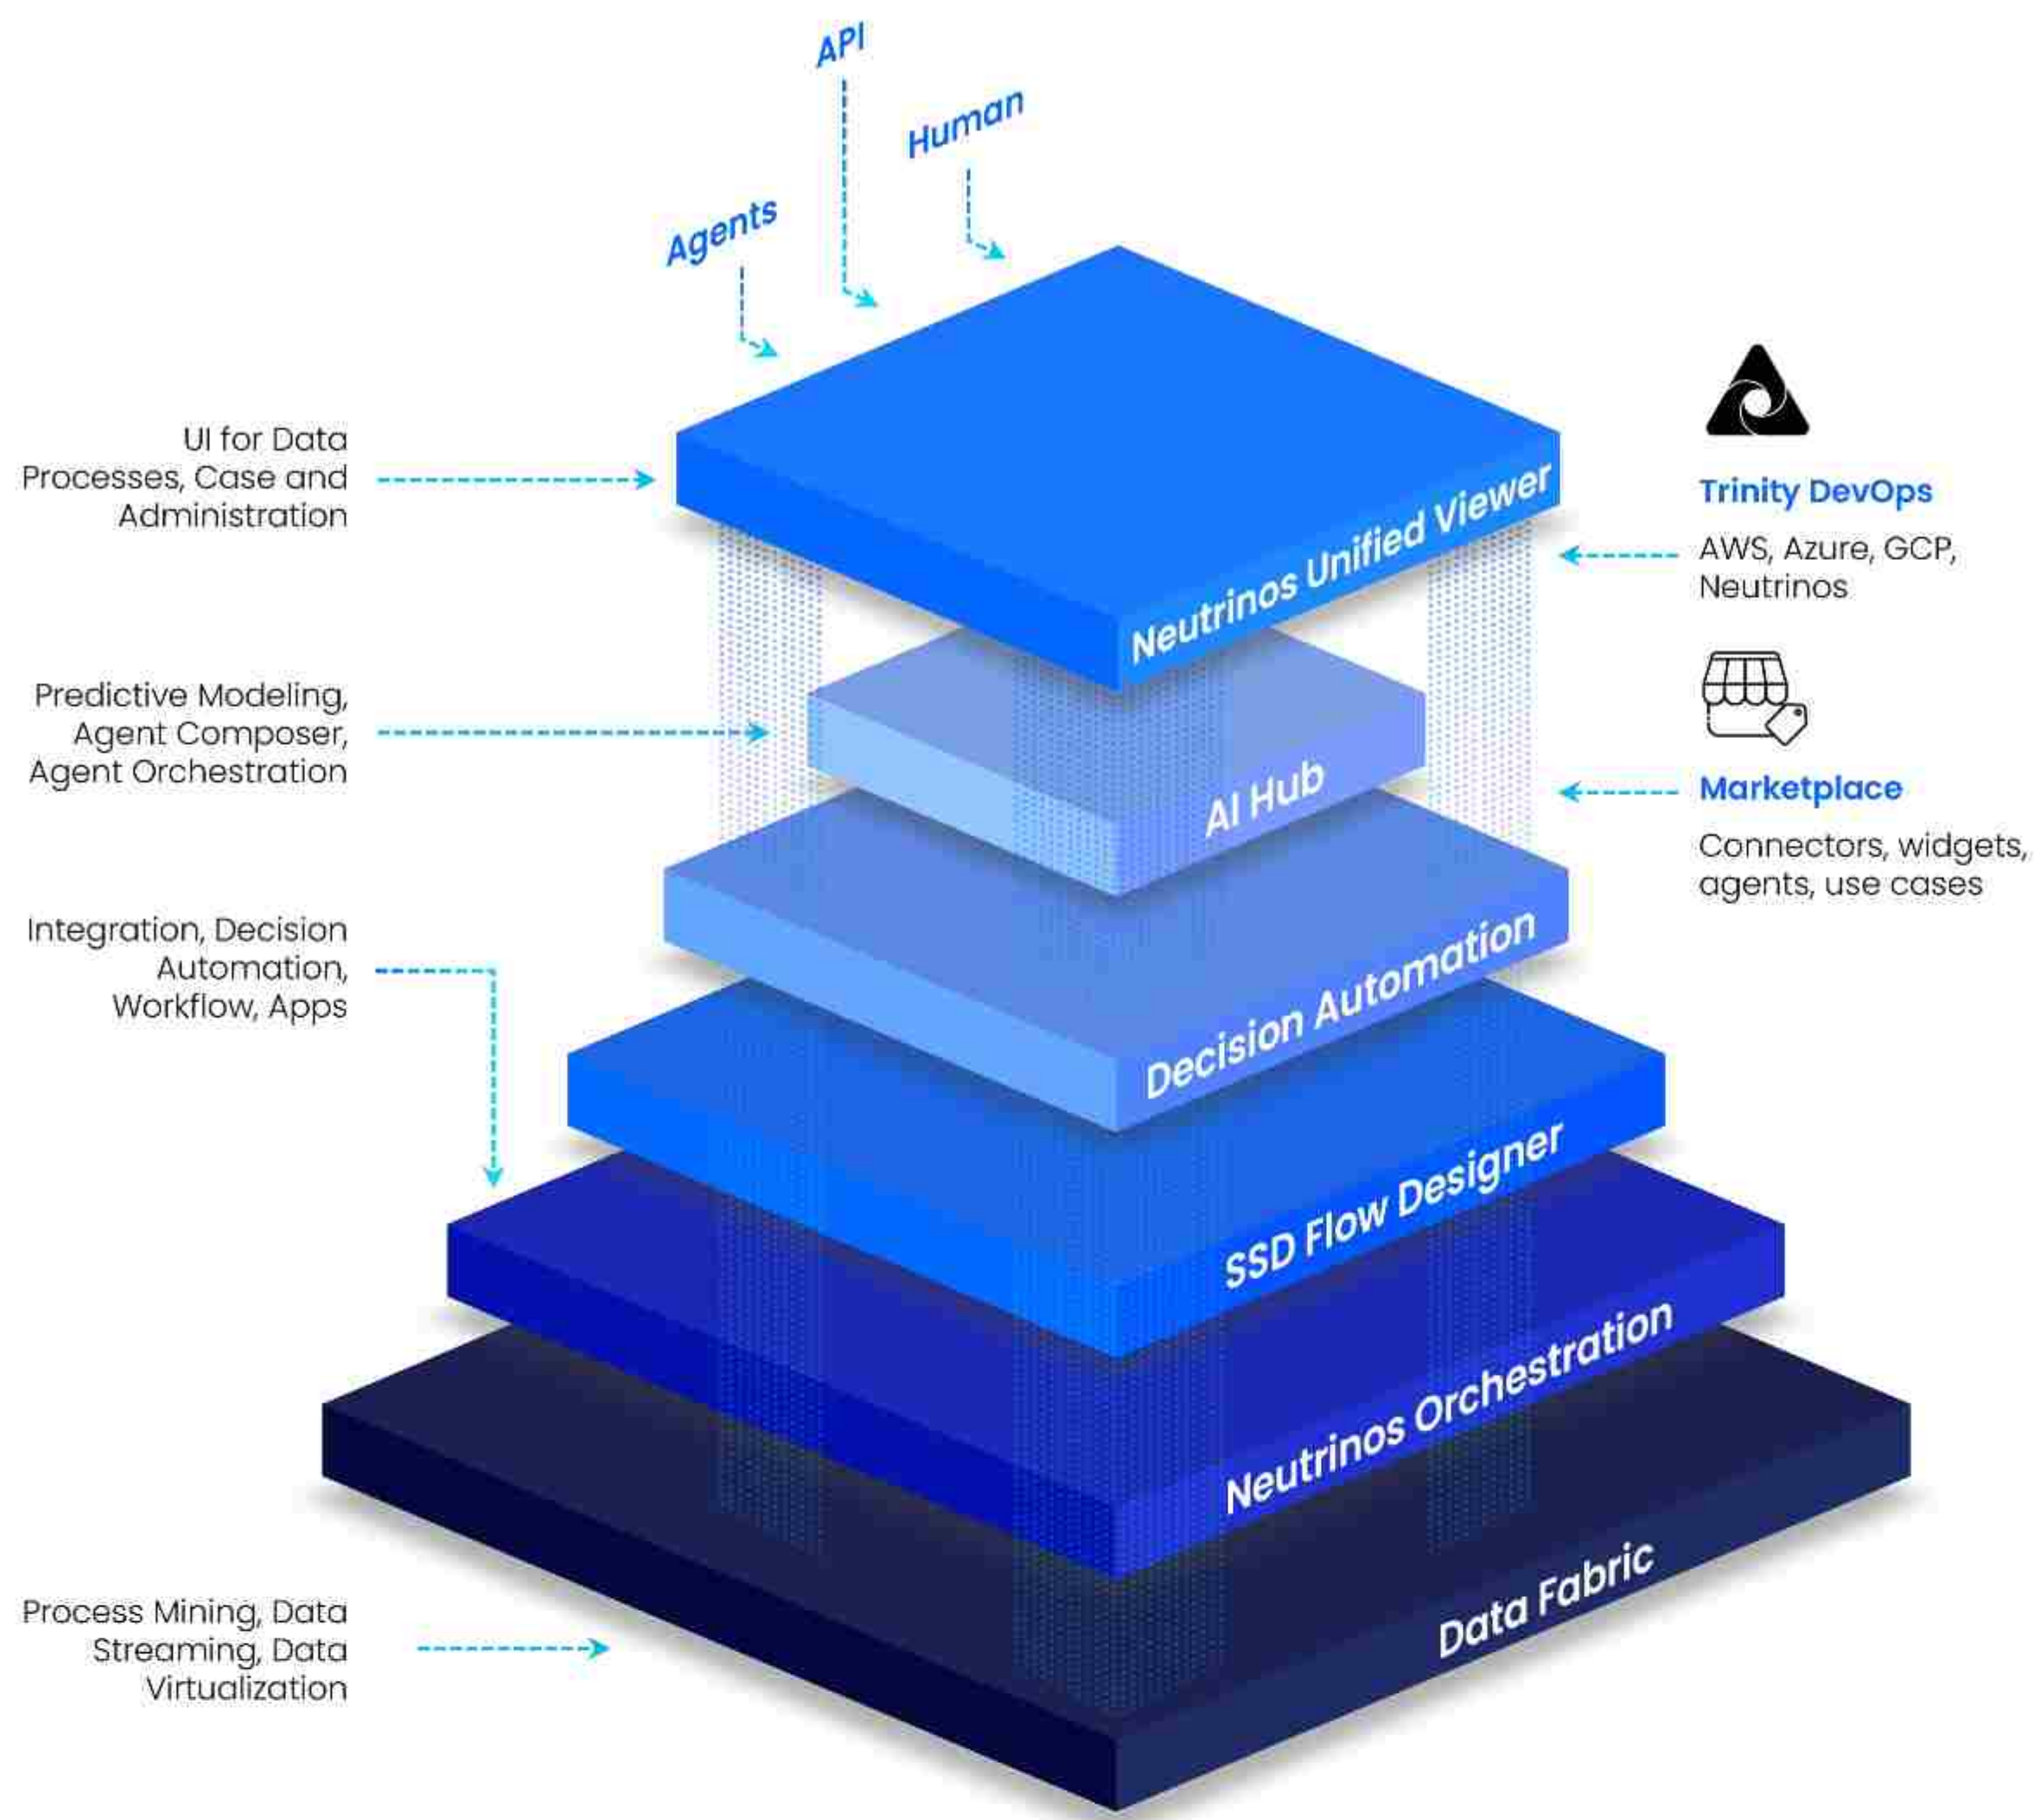 API
Human
Agents
UI for Data
Processes, Case and
Administration
Neutrinos Unified Viewer
Trinity DevOps
AWS, Azure, GCP,
Neutrinos
Predictive Modeling,
Agent Composer,
Agent Orchestration
AI Hub
Marketplace
Connectors, widgets,
agents, use cases
Integration, Decision
Automation,
Workflow, Apps
Decision Automation
SSD Flow Designer
Neutrinos Orchestration
Process Mining, Data
Streaming, Data
Virtualization
Data Fabric